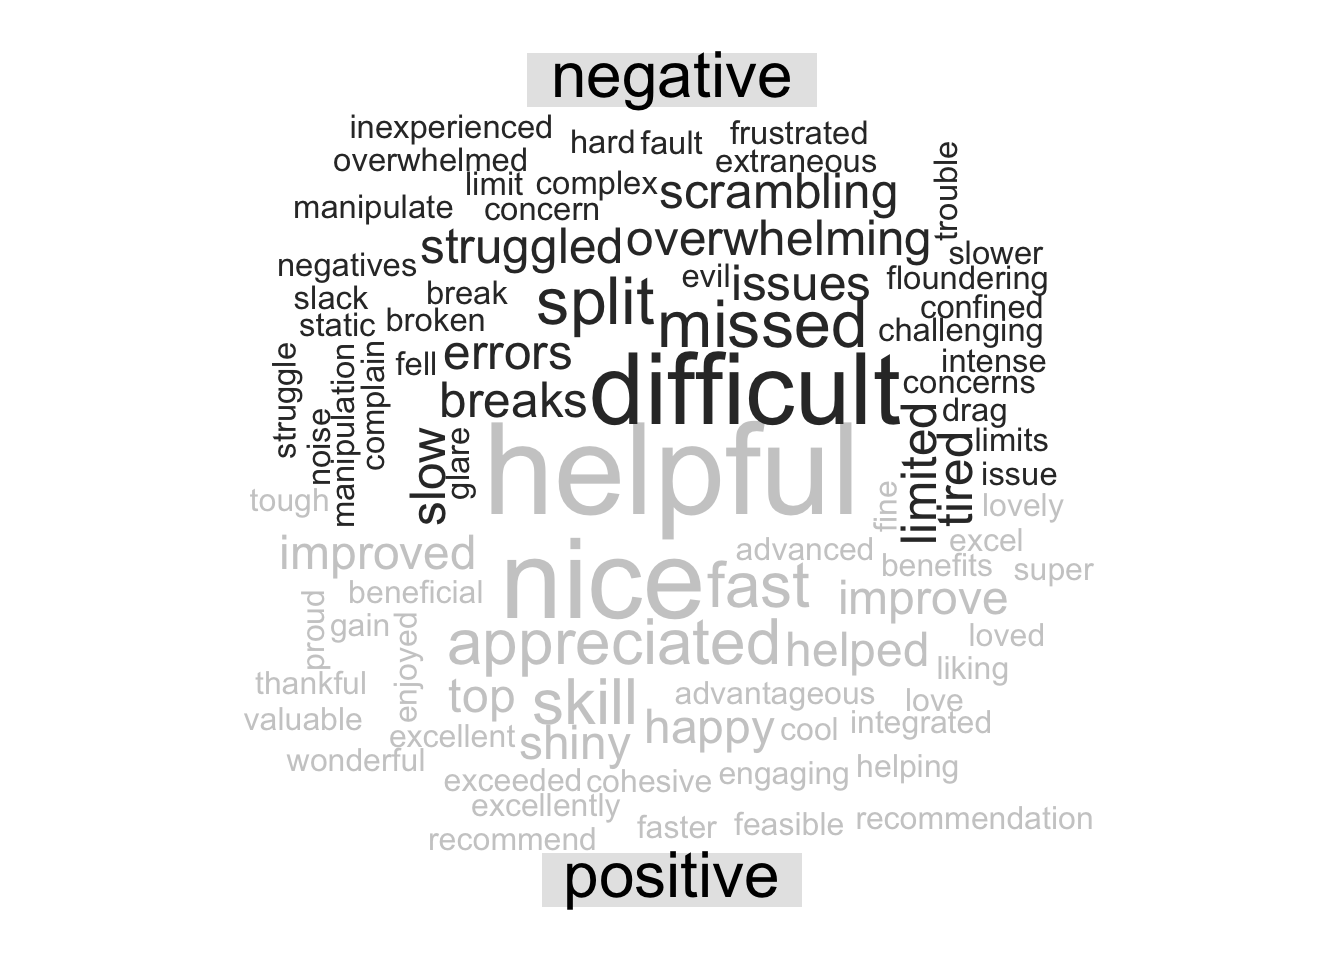 negative
inexperienced
hard
fault
frustrated
overwhelmed
extraneous
trouble
limit
complex
scrambling
manipulate
concern
struggled
overwhelming
slower
negatives
evil
issues
floundering
slack
break
split
missed
confined
static
broken
challenging
struggle
manipulation
complain
fell
errors
difficult
intense
concerns
noise
breaks
limited
drag
slow
glare
helpful
tired
limits
issue
tough
fine
lovely
improved
nice
advanced
excel
fast
benefits
super
beneficial
improve
proud
gain
enjoyed
appreciated
helped
loved
liking
thankful
top
skill
advantageous
love
valuable
excellent
shiny
happy
cool
integrated
wonderful
exceeded
cohesive
engaging
helping
excellently
recommend
faster
feasible
recommendation
positive